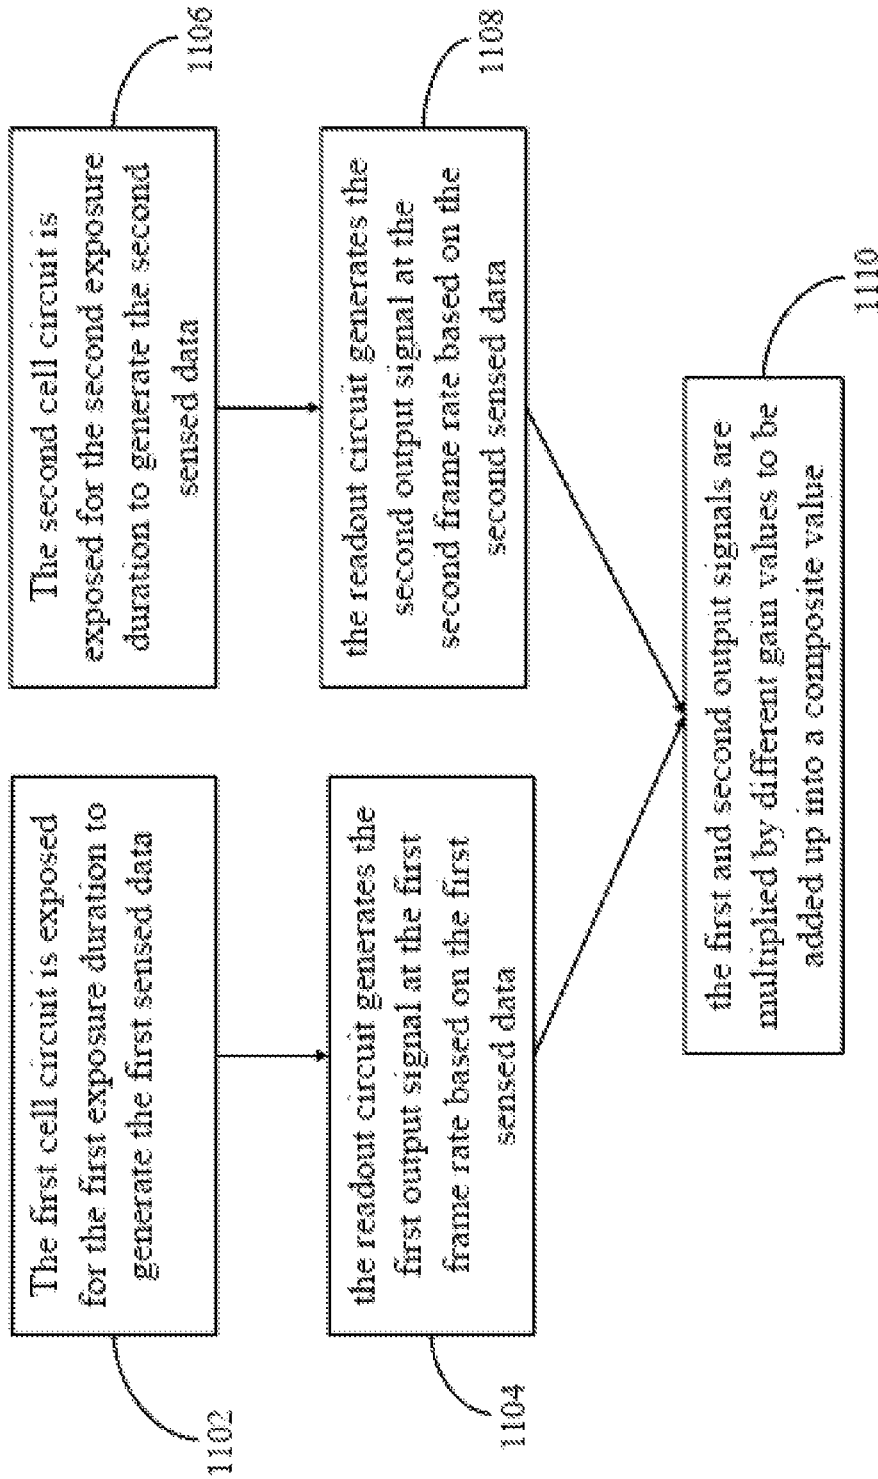 The first cell circuit is exposed
for the first exposure duration to
generate the first sensed data
1102
the readout circuit generates the
first output signal at the first
frame rate based on the first
sensed data
1104
The second cell circuit is
exposed for the second exposure
duration to generate the second
sensed data
1106
the readout circuit generates the
second output signal at the
second frame rate based on the
second sensed data
1108
the first and second output signals are
multiplied by different gain values to be
added up into a composite value
1110